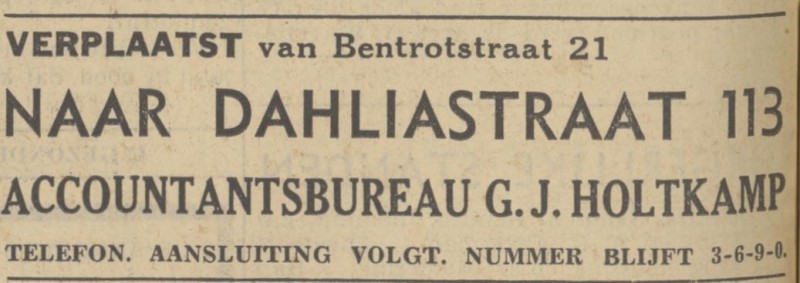 VERPLAATST van Bentrotstraat 21
NAAR DAHLIASTRAAT 113
ACCOUNTANTSBUREAU G. J. HOLTKAMP
TELEFON. AANSLUITING VOLGT. NUMMER BLIJFT 3-6-9-0.